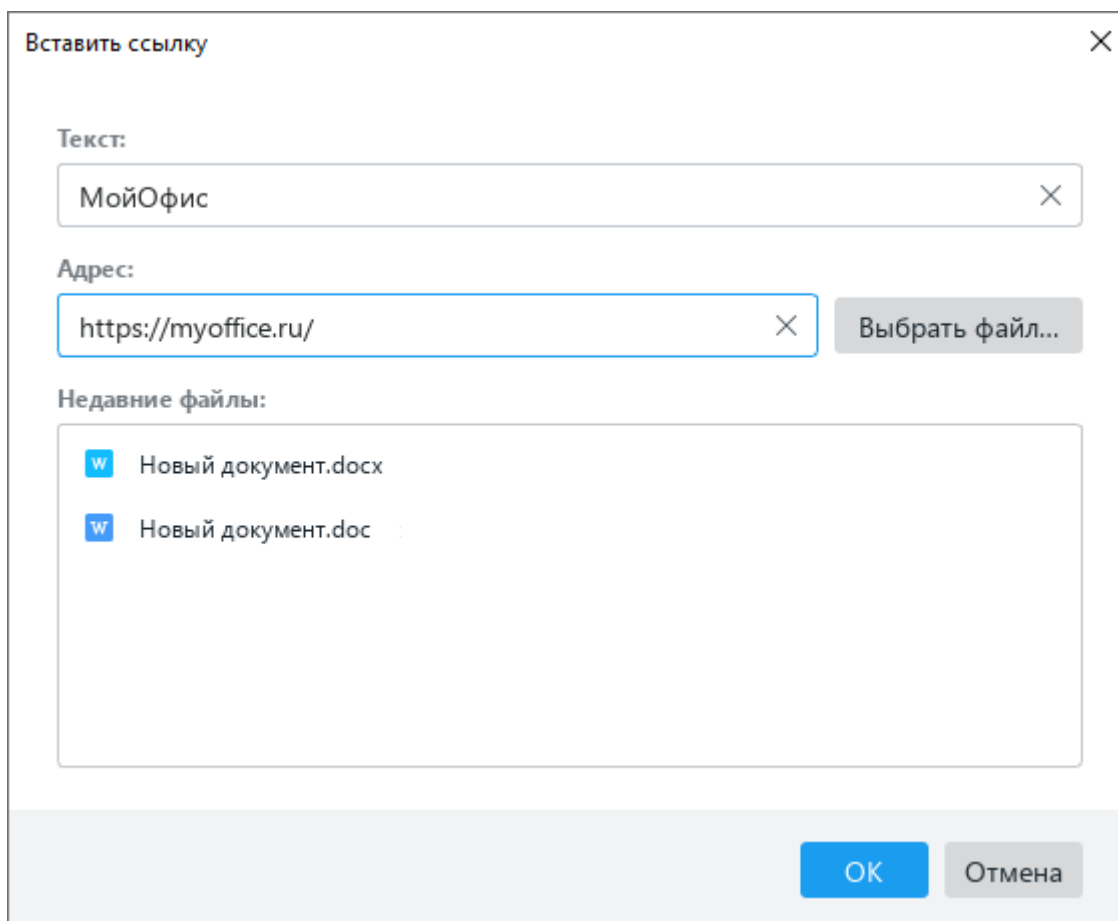 Вставить ссылку
Текст:
МойОфис
Адрес:
https://myoffice.ru/
Выбрать файл...
Недавние файлы:
W Новый документ.docx
W Новый документ.doc
OK Отмена